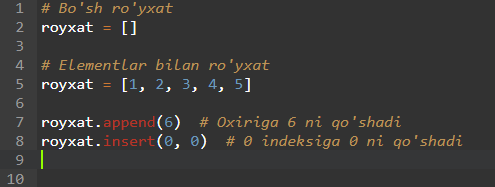 1 # Bo'sh ro'yxat
2 royxat = []
3
4 # Elementlar bilan ro'yxat
5 royxat = [1, 2, 3, 4, 5]
6
7 royxat.append(6)  # Oxiriga 6 ni qo'shadi
8 royxat.insert(0, 0)  # 0 indeksiga 0 ni qo'shadi
9
10